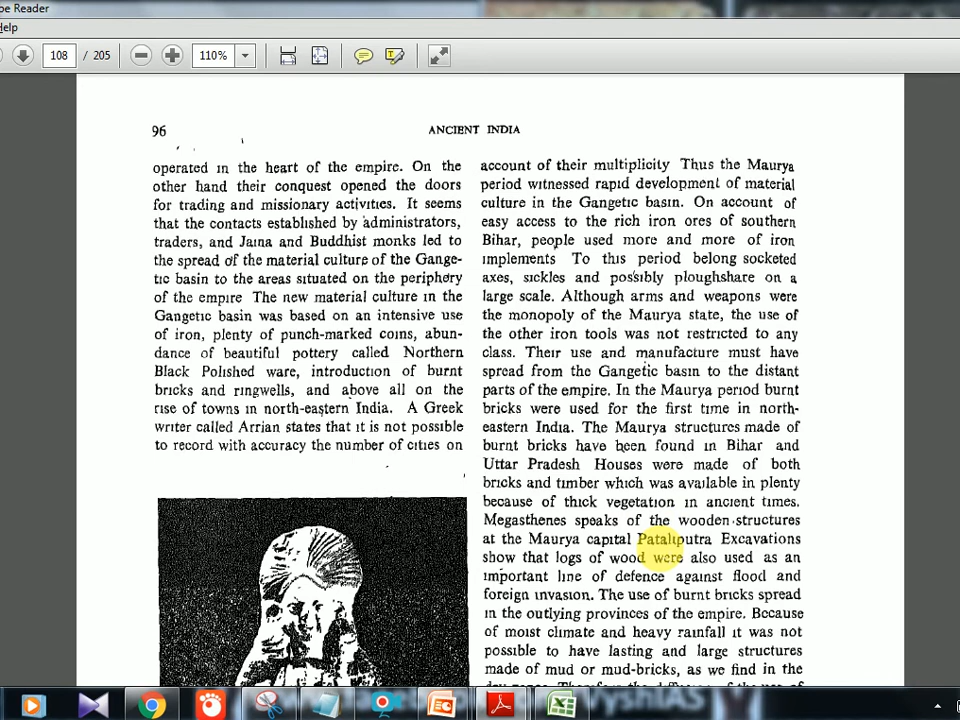 be Reader
Help
108 / 205
110%
96
ANCIENT INDIA
operated in the heart of the empire. On the
other hand their conquest opened the doors
for trading and missionary activities. It seems
that the contacts established by administrators,
traders, and Jaina and Buddhist monks led to
the spread of the material culture of the Gange-
tic basin to the areas situated on the periphery
of the empire The new material culture in the
Gangetic basin was based on an intensive use
of iron, plenty of punch-marked coins, abun-
dance of beautiful pottery called Northern
Black Polished ware, introduction of burnt
bricks and ringwells, and above all on the
rise of towns in north-eastern India. A Greek
writer called Arrian states that it is not possible
to record with accuracy the number of cities on
account of their multiplicity Thus the Maurya
period witnessed rapid development of material
culture in the Gangetic basin. On account of
easy access to the rich iron ores of southern
Bihar, people used more and more of iron
implements To this period belong socketed
axes, sickles and possibly ploughshare on a
large scale. Although arms and weapons were
the monopoly of the Maurya state, the use of
the other iron tools was not restricted to any
class. Their use and manufacture must have
spread from the Gangetic basin to the distant
parts of the empire. In the Maurya period burnt
bricks were used for the first time in north-
eastern India. The Maurya structures made of
burnt bricks have been found in Bihar and
Uttar Pradesh Houses were made of both
bricks and timber which was available in plenty
because of thick vegetation in ancient times.
Megasthenes speaks of the wooden structures
at the Maurya capital Pataliputra Excavations
show that logs of wood were also used as an
important line of defence against flood and
foreign invasion. The use of burnt bricks spread
in the outlying provinces of the empire. Because
of moist climate and heavy rainfall it was not
possible to have lasting and large structures
made of mud or mud-bricks, as we find in the